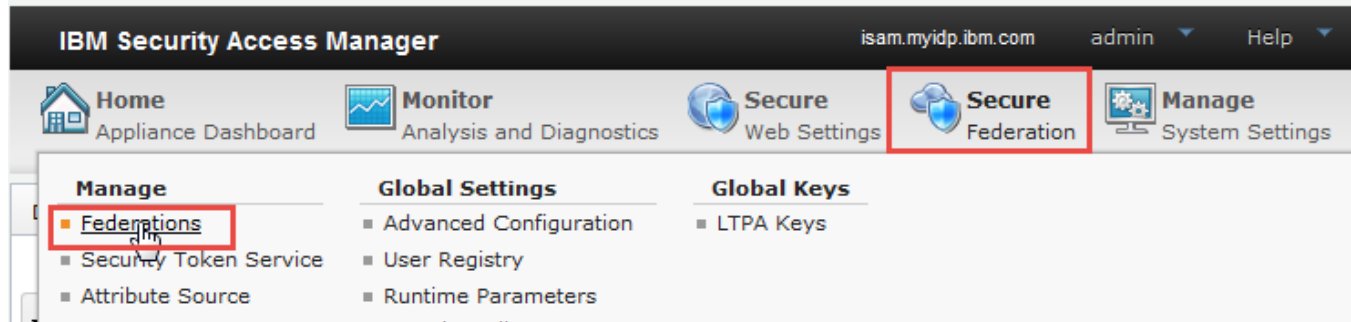 IBM Security Access Manager isam.myidp.ibm.com admin Help
Home Monitor Secure Secure Manage
Appliance Dashboard Analysis and Diagnostics Web Settings Federation System Settings
Manage Global Settings Global Keys
Federations Advanced Configuration LTPA Keys
Security Token Service User Registry
Attribute Source Runtime Parameters